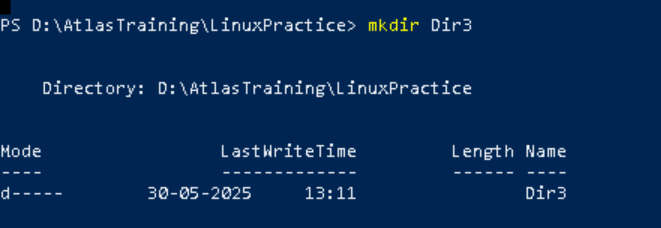 PS D:\AtlasTraining\LinuxPractice> mkdir Dir3
Directory: D:\AtlasTraining\LinuxPractice
Mode LastWriteTime Length Name
---- ------------- ------ ----
d----- 30-05-2025 13:11 Dir3